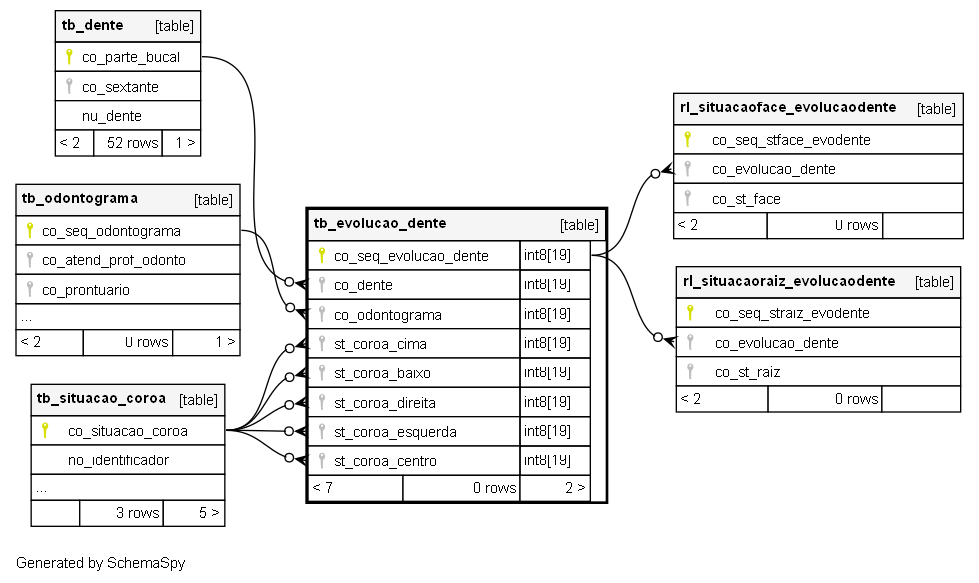 tb_dente [table]
co_parte_bucal
co_sextante
nu_dente
< 2 52 rows 1 >
tb_odontograma [table]
co_seq_odontograma
co_atend_prof_odonto
co_prontuario
...
< 2 0 rows 1 >
tb_situacao_coroa [table]
co_situacao_coroa
no_identificador
...
3 rows 5 >
tb_evolucao_dente [table]
co_seq_evolucao_dente int8[19]
co_dente int8[19]
co_odontograma int8[19]
st_coroa_cima int8[19]
st_coroa_baixo int8[19]
st_coroa_direita int8[19]
st_coroa_esquerda int8[19]
st_coroa_centro int8[19]
< 7 0 rows 2 >
rl_situacaoface_evolucaodente [table]
co_seq_stface_evodente
co_evolucao_dente
co_st_face
< 2 0 rows
rl_situacaoraiz_evolucaodente [table]
co_seq_straiz_evodente
co_evolucao_dente
co_st_raiz
< 2 0 rows
Generated by SchemaSpy